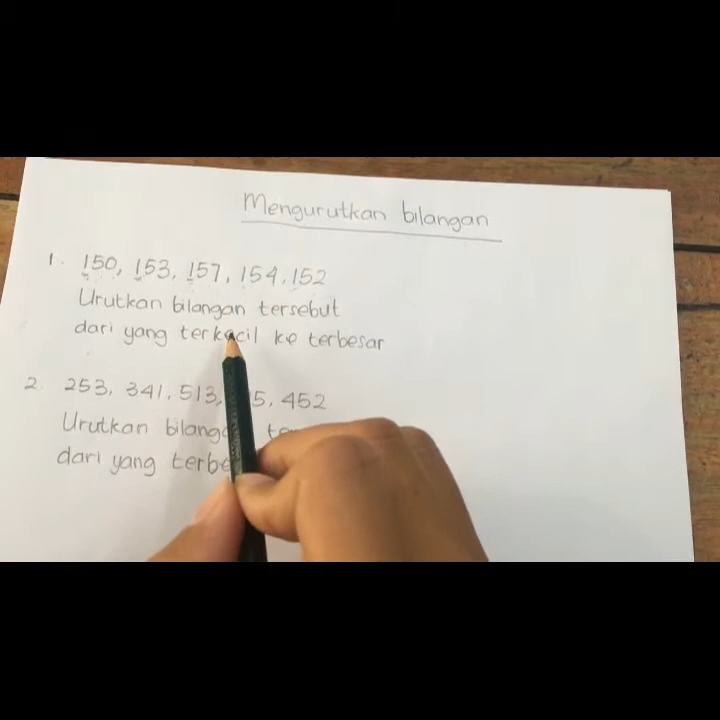 Mengurutkan bilangan
1. 150, 153, 157, 154, 152
Urutkan bilangan tersebut
dari yang terkecil ke terbesar
2. 253, 341, 513, 452
Urutkan
dari yang